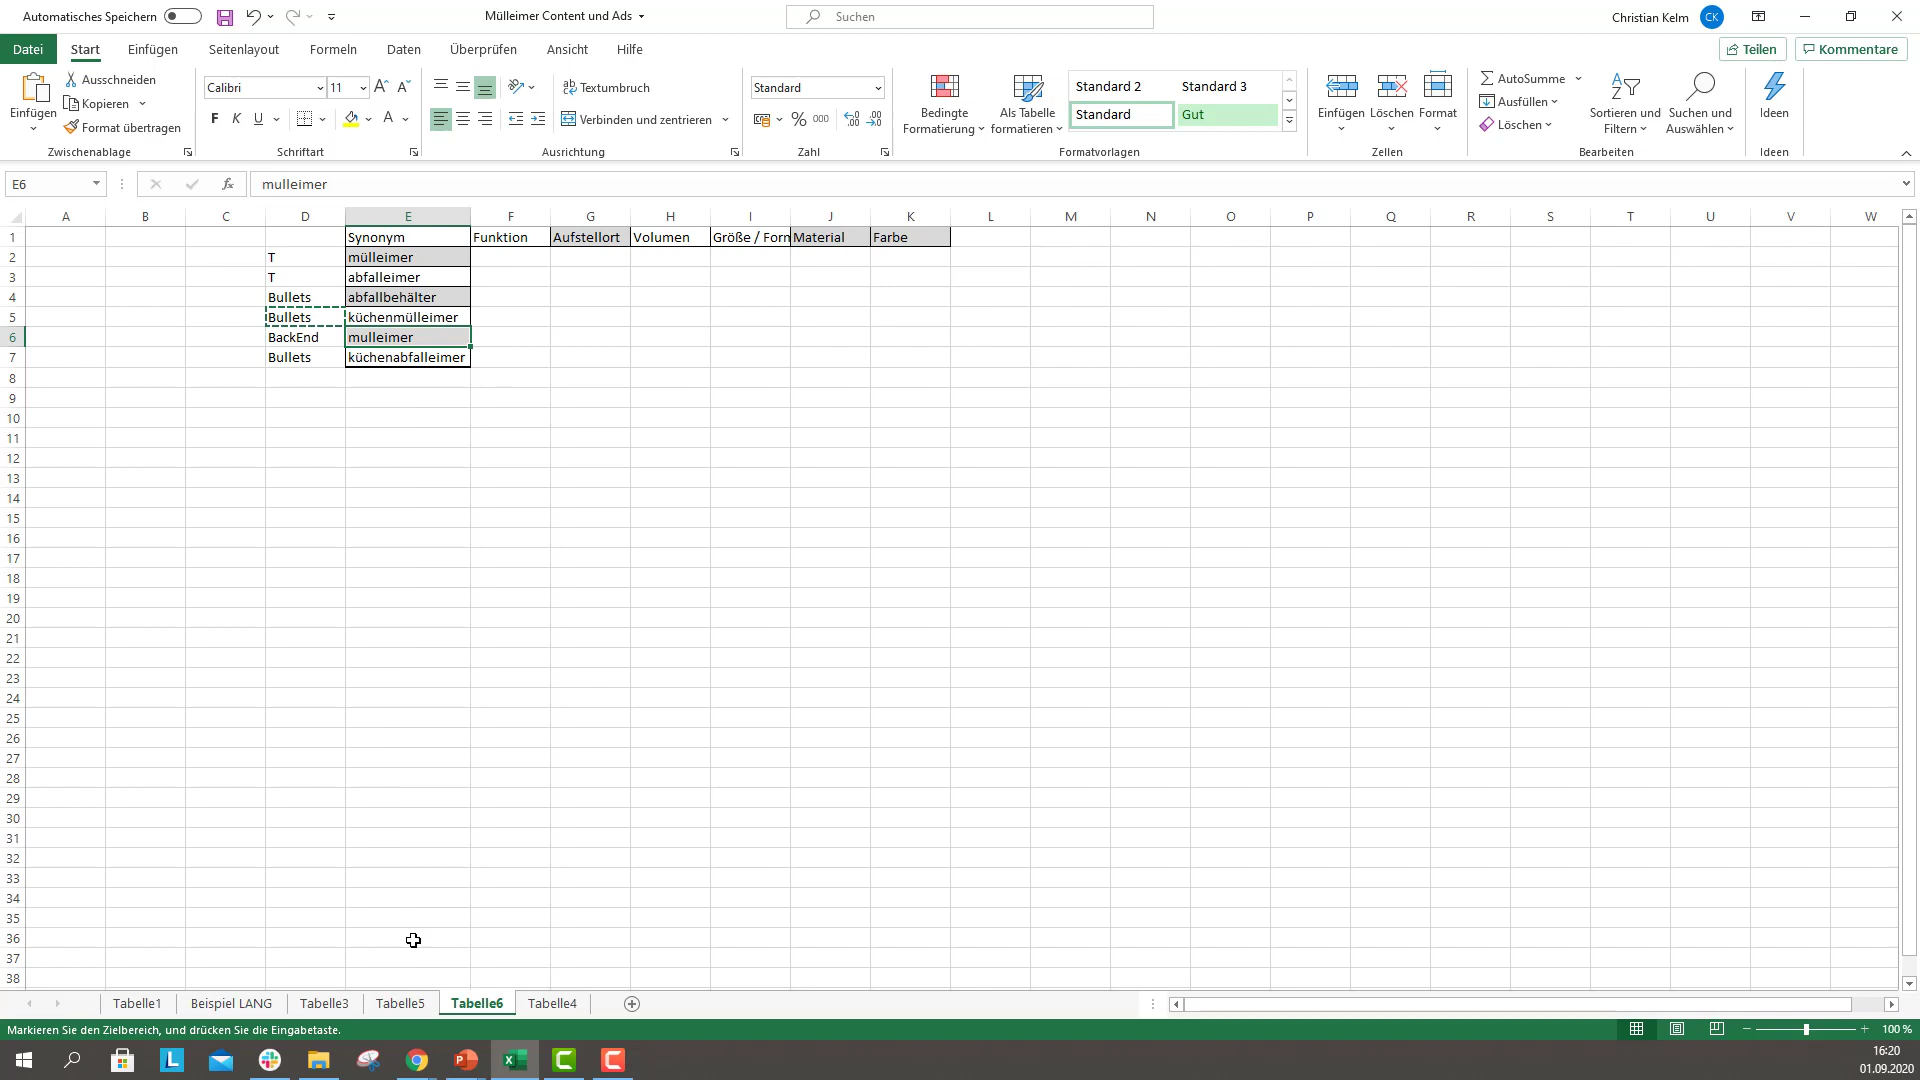 Automatisches Speichern
Mülleimer Content und Ads
Suchen
Christian Kelm
CK
Datei
Start
Einfügen
Seitenlayout
Formeln
Daten
Überprüfen
Ansicht
Hilfe
Teilen
Kommentare
Einfügen
Ausschneiden
Kopieren
Format übertragen
Zwischenablage
Calibri
11
F
K
U
Schriftart
Textumbruch
Verbinden und zentrieren
Ausrichtung
Standard
%
000
Zahl
Bedingte Formatierung
Als Tabelle formatieren
Standard 2
Standard 3
Standard
Gut
Formatvorlagen
Einfügen
Löschen
Format
Zellen
AutoSumme
Ausfüllen
Löschen
Sortieren und Filtern
Suchen und Auswählen
Bearbeiten
Ideen
Ideen
E6
fx
mulleimer
A B C D E F G H I J K L M N O P Q R S T U V W
1 Synonym Funktion Aufstellort Volumen Größe / Forn Material Farbe
2 T mülleimer
3 T abfalleimer
4 Bullets abfallbehälter
5 Bullets küchenmülleimer
6 BackEnd mulleimer
7 Bullets küchenabfalleimer
8
9
10
11
12
13
14
15
16
17
18
19
20
21
22
23
24
25
26
27
28
29
30
31
32
33
34
35
36
37
38
Tabelle1
Beispiel LANG
Tabelle3
Tabelle5
Tabelle6
Tabelle4
Markieren Sie den Zielbereich, und drücken Sie die Eingabetaste.
100 %
16:20
01.09.2020